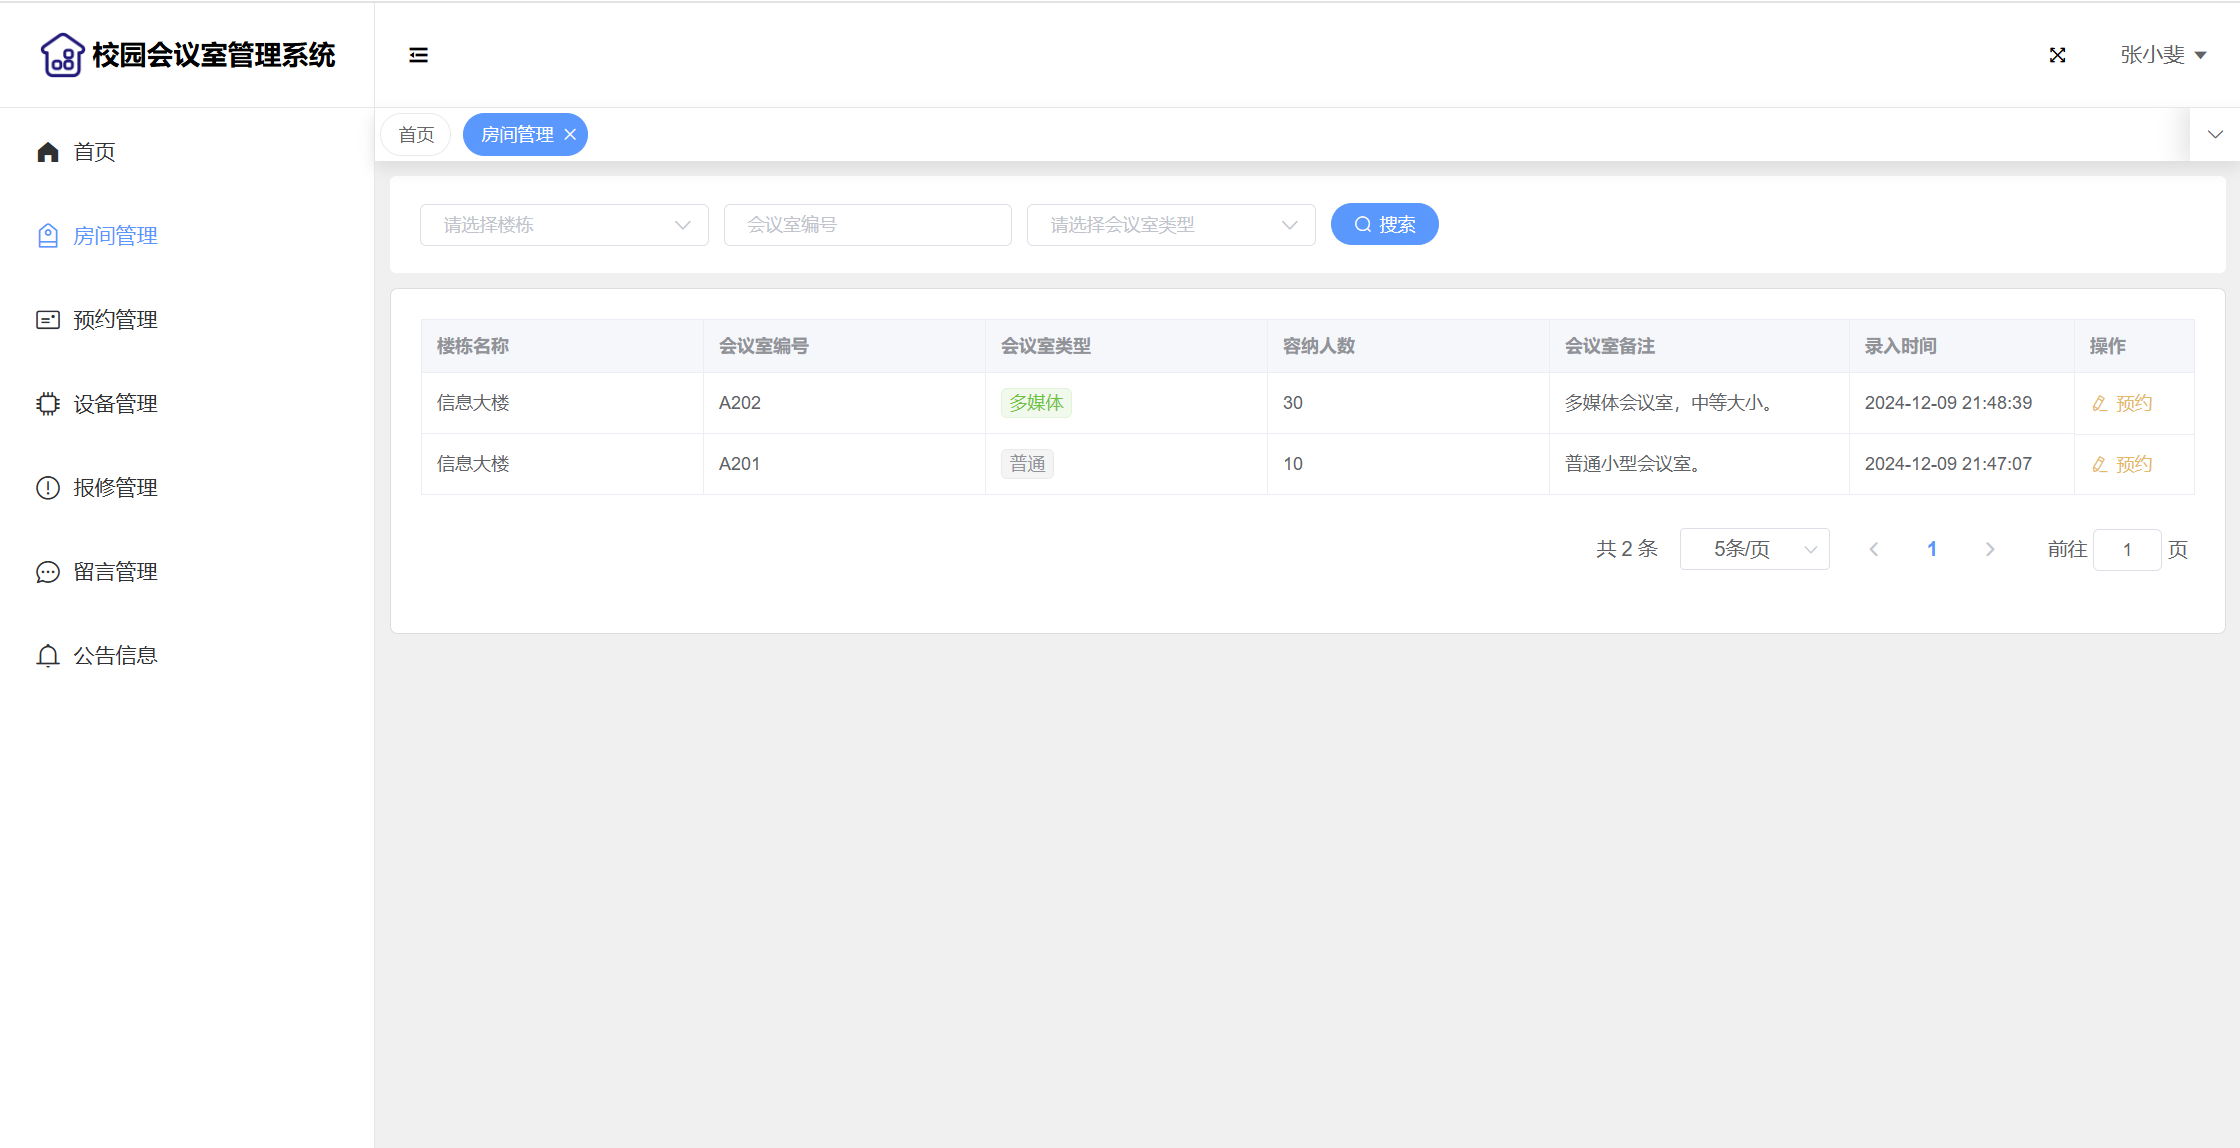 校园会议室管理系统
张小斐
首页
房间管理
预约管理
设备管理
报修管理
留言管理
公告信息
首页 房间管理
请选择楼栋 会议室编号 请选择会议室类型 搜索
楼栋名称 会议室编号 会议室类型 容纳人数 会议室备注 录入时间 操作
信息大楼 A202 多媒体 30 多媒体会议室，中等大小。 2024-12-09 21:48:39 预约
信息大楼 A201 普通 10 普通小型会议室。 2024-12-09 21:47:07 预约
共 2 条 5条/页 1 前往 1 页